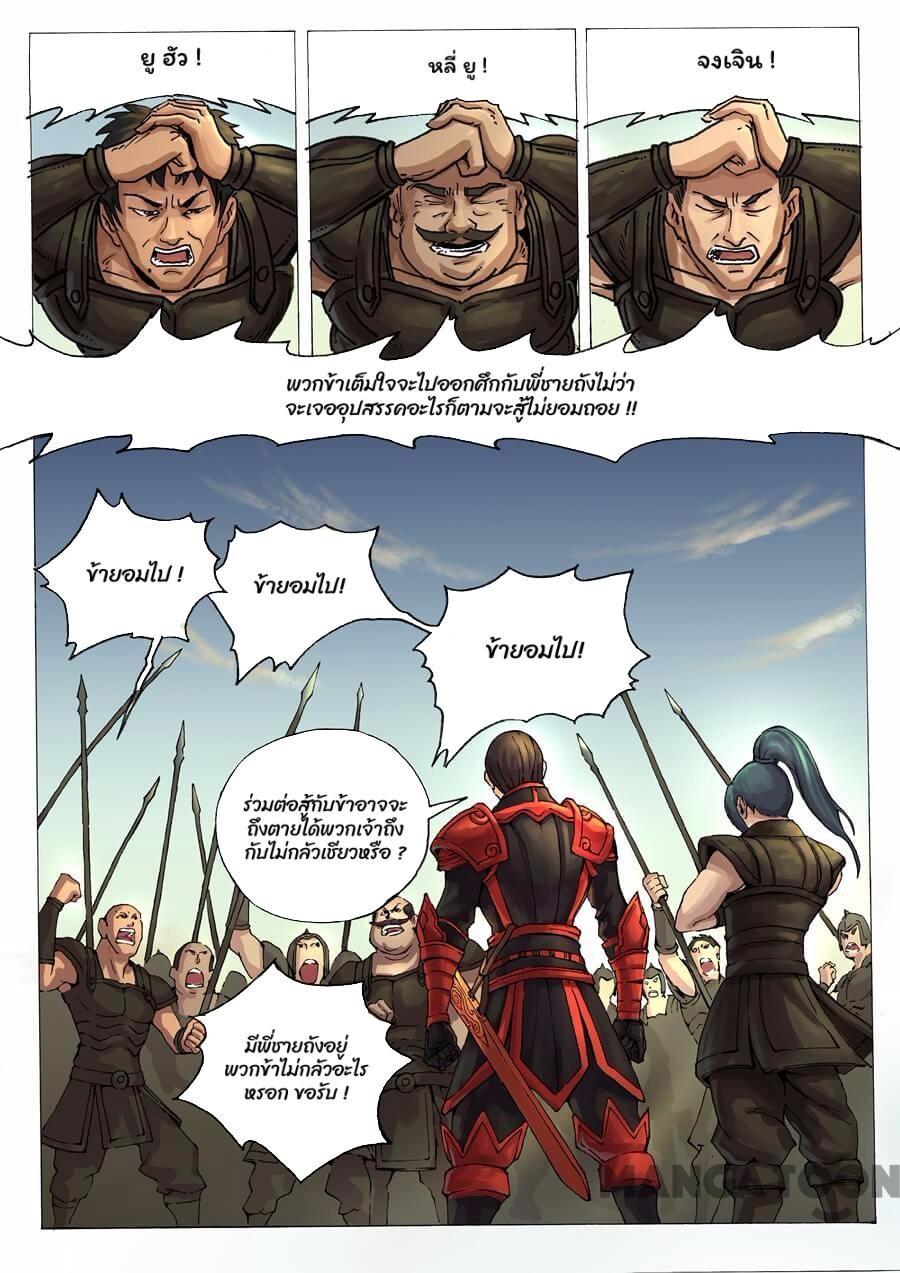 ยู ฮัว !
หลี่ ยู !
จงเจิน !
พวกข้าเต็มใจจะไปออกศึกกับพี่ชายถังไม่ว่า
จะเจออุปสรรคอะไรก็ตามจะสู้ไม่ยอมถอย !!
ข้ายอมไป !
ข้ายอมไป!
ข้ายอมไป!
ร่วมต่อสู้กับข้าอาจจะ
ถึงตายได้พวกเจ้าถึง
กับไม่กลัวเชียวหรือ ?
มีพี่ชายถังอยู่
พวกข้าไม่กลัวอะไร
หรอก ขอรับ !
MANGATOON